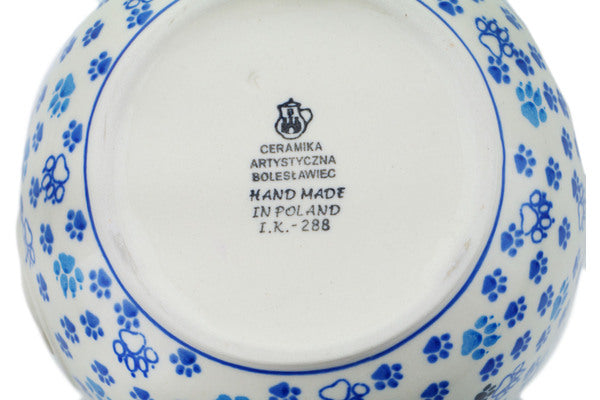 CERAMIKA
ARTYSTYCZNA
BOLESŁAWIEC
HAND MADE
IN POLAND
I.K.-288